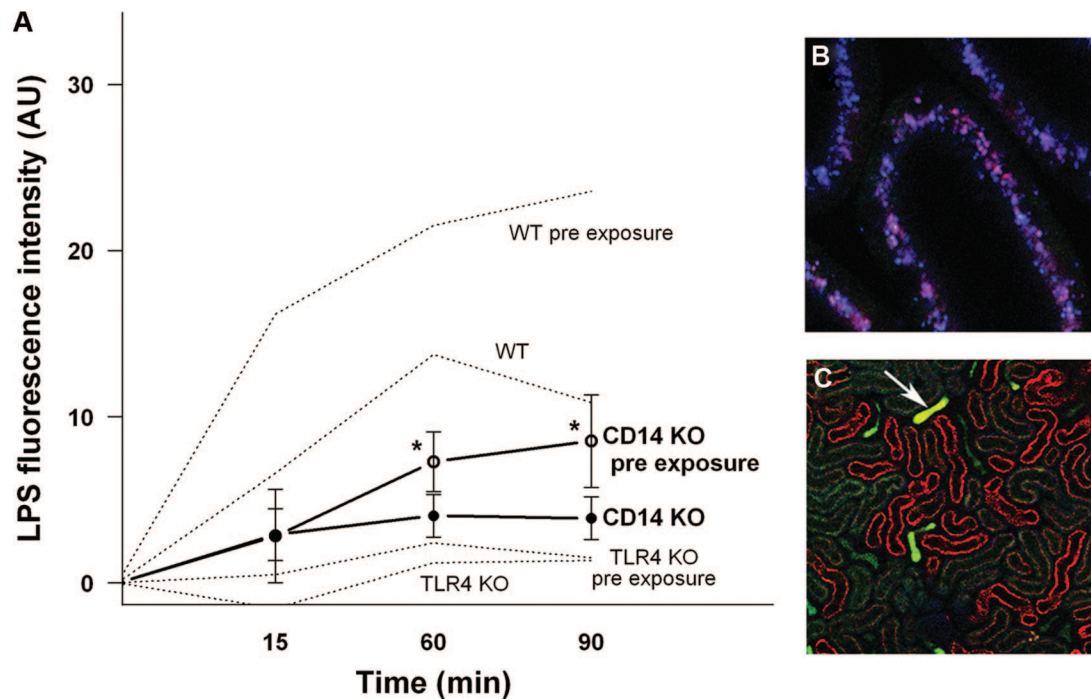 A
LPS fluorescence intensity (AU)
30
20
10
0
WT pre exposure
WT
*
*
CD14 KO
pre exposure
CD14 KO
TLR4 KO
TLR4 KO
pre exposure
15
60
90
Time (min)
B
C